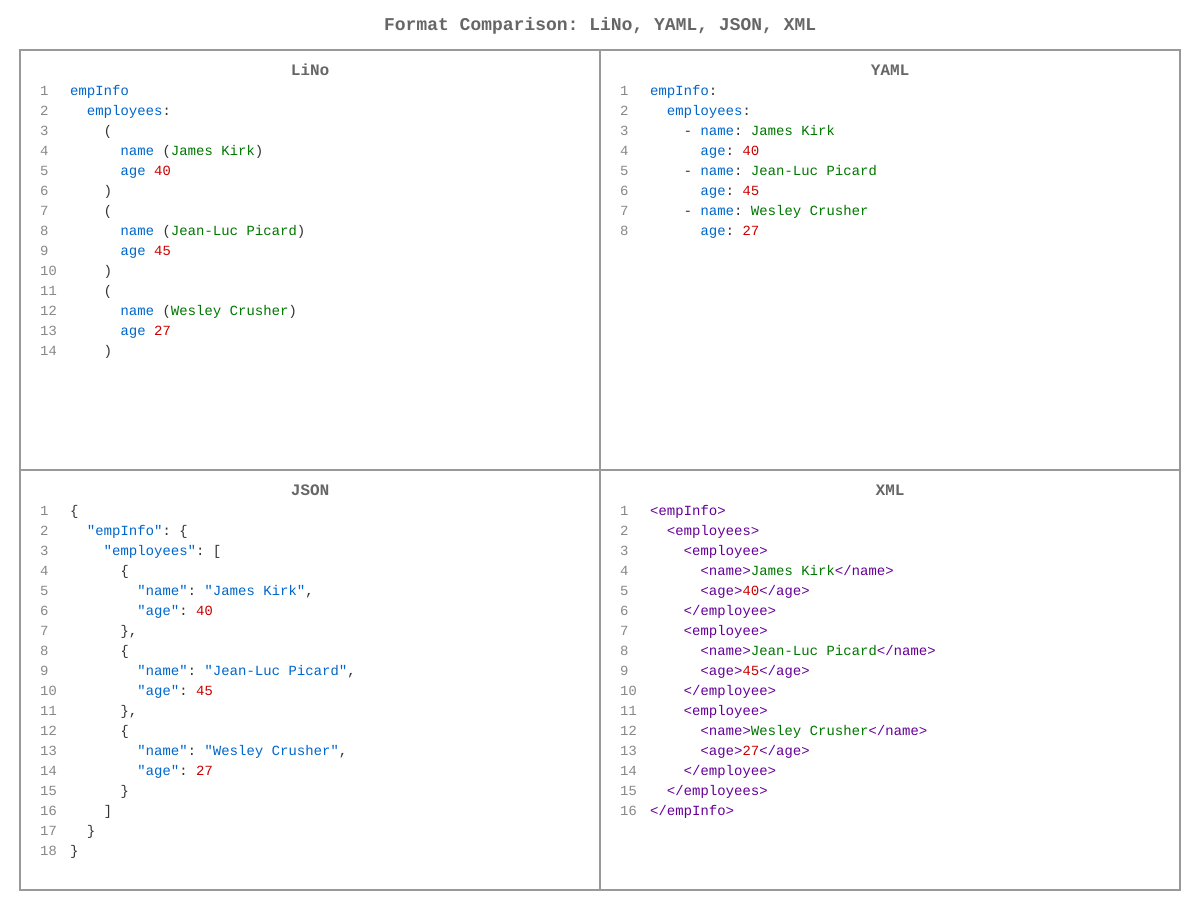 Format Comparison: LiNo, YAML, JSON, XML
LiNo
1 empInfo
2   employees:
3     (
4       name (James Kirk)
5       age 40
6     )
7     (
8       name (Jean-Luc Picard)
9       age 45
10     )
11     (
12       name (Wesley Crusher)
13       age 27
14     )
YAML
1 empInfo:
2   employees:
3     - name: James Kirk
4       age: 40
5     - name: Jean-Luc Picard
6       age: 45
7     - name: Wesley Crusher
8       age: 27
JSON
1 {
2   "empInfo": {
3     "employees": [
4       {
5         "name": "James Kirk",
6         "age": 40
7       },
8       {
9         "name": "Jean-Luc Picard",
10         "age": 45
11       },
12       {
13         "name": "Wesley Crusher",
14         "age": 27
15       }
16     ]
17   }
18 }
XML
1 <empInfo>
2   <employees>
3     <employee>
4       <name>James Kirk</name>
5       <age>40</age>
6     </employee>
7     <employee>
8       <name>Jean-Luc Picard</name>
9       <age>45</age>
10     </employee>
11     <employee>
12       <name>Wesley Crusher</name>
13       <age>27</age>
14     </employee>
15   </employees>
16 </empInfo>